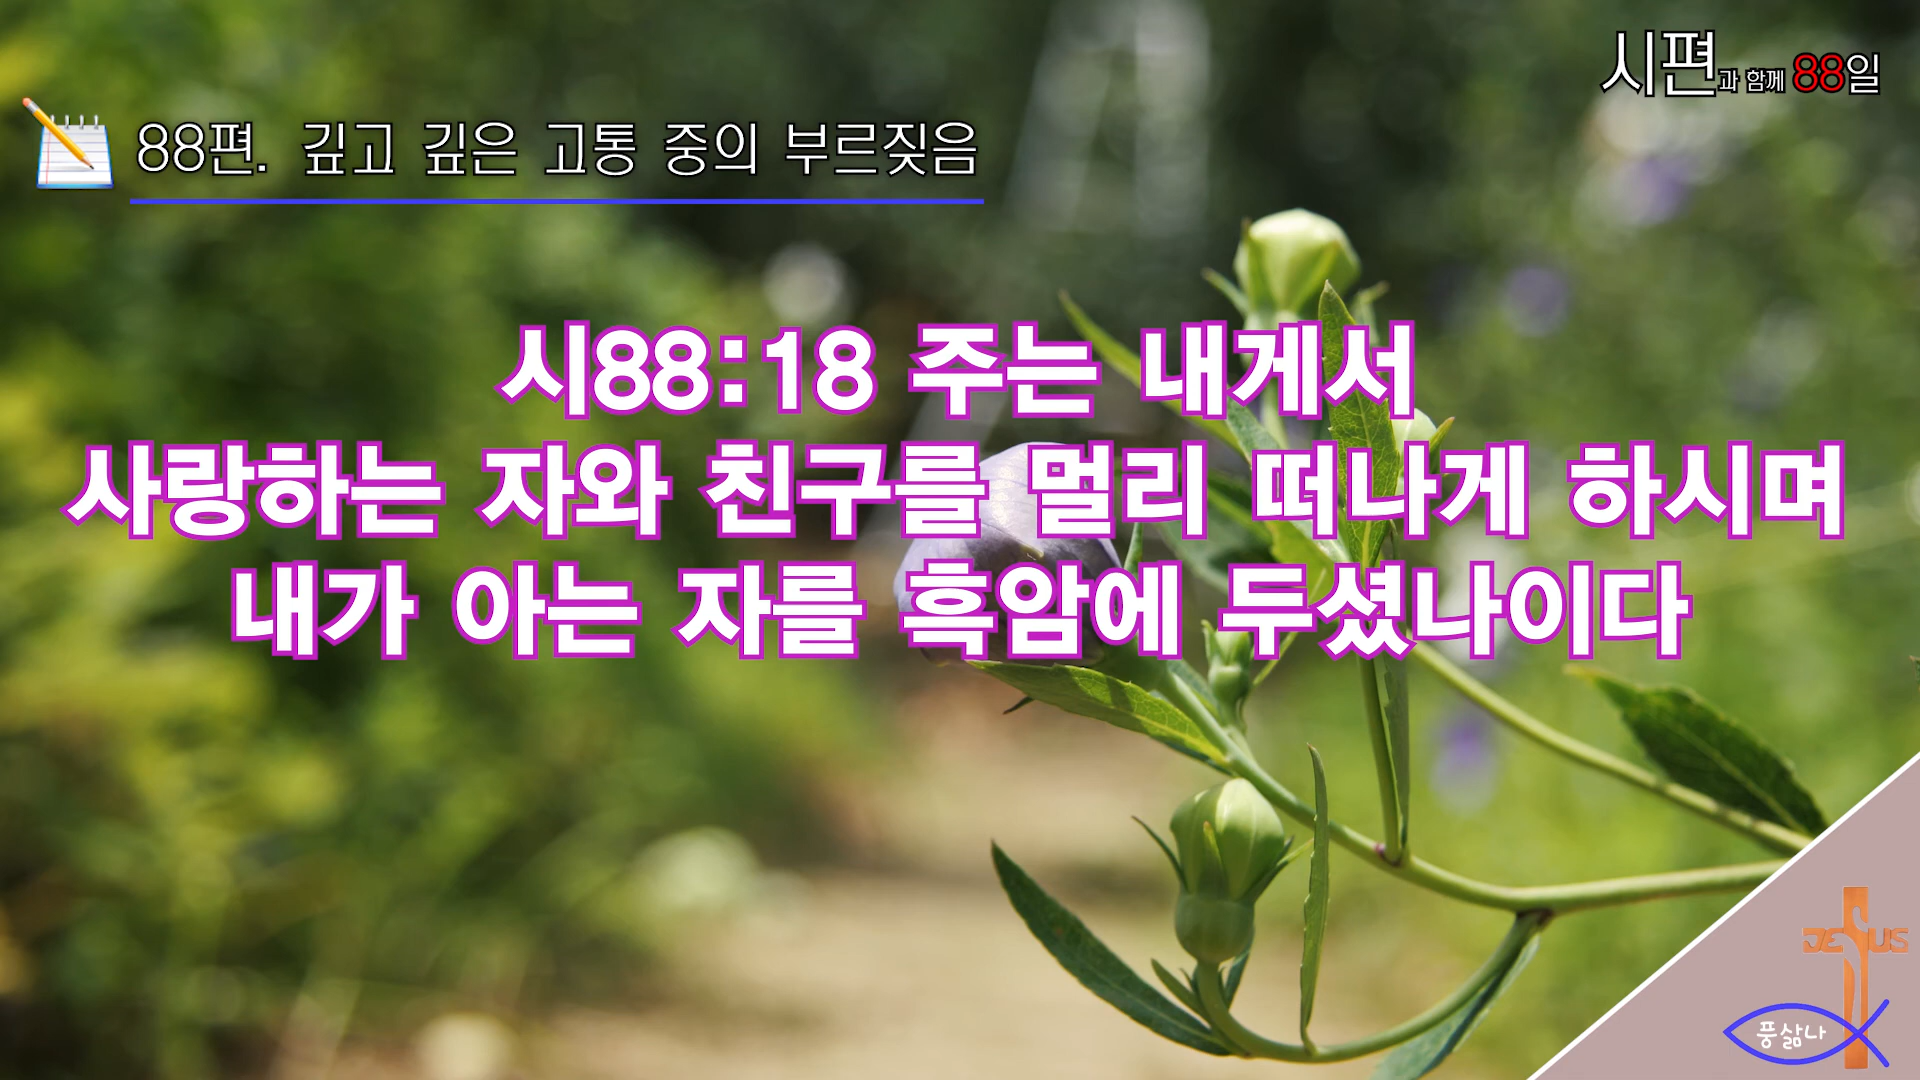 시편과 함께 88일
88편. 깊고 깊은 고통 중의 부르짖음
시88:18 주는 내게서
사랑하는 자와 친구를 멀리 떠나게 하시며
내가 아는 자를 흑암에 두셨나이다
JESUS
풍삶나